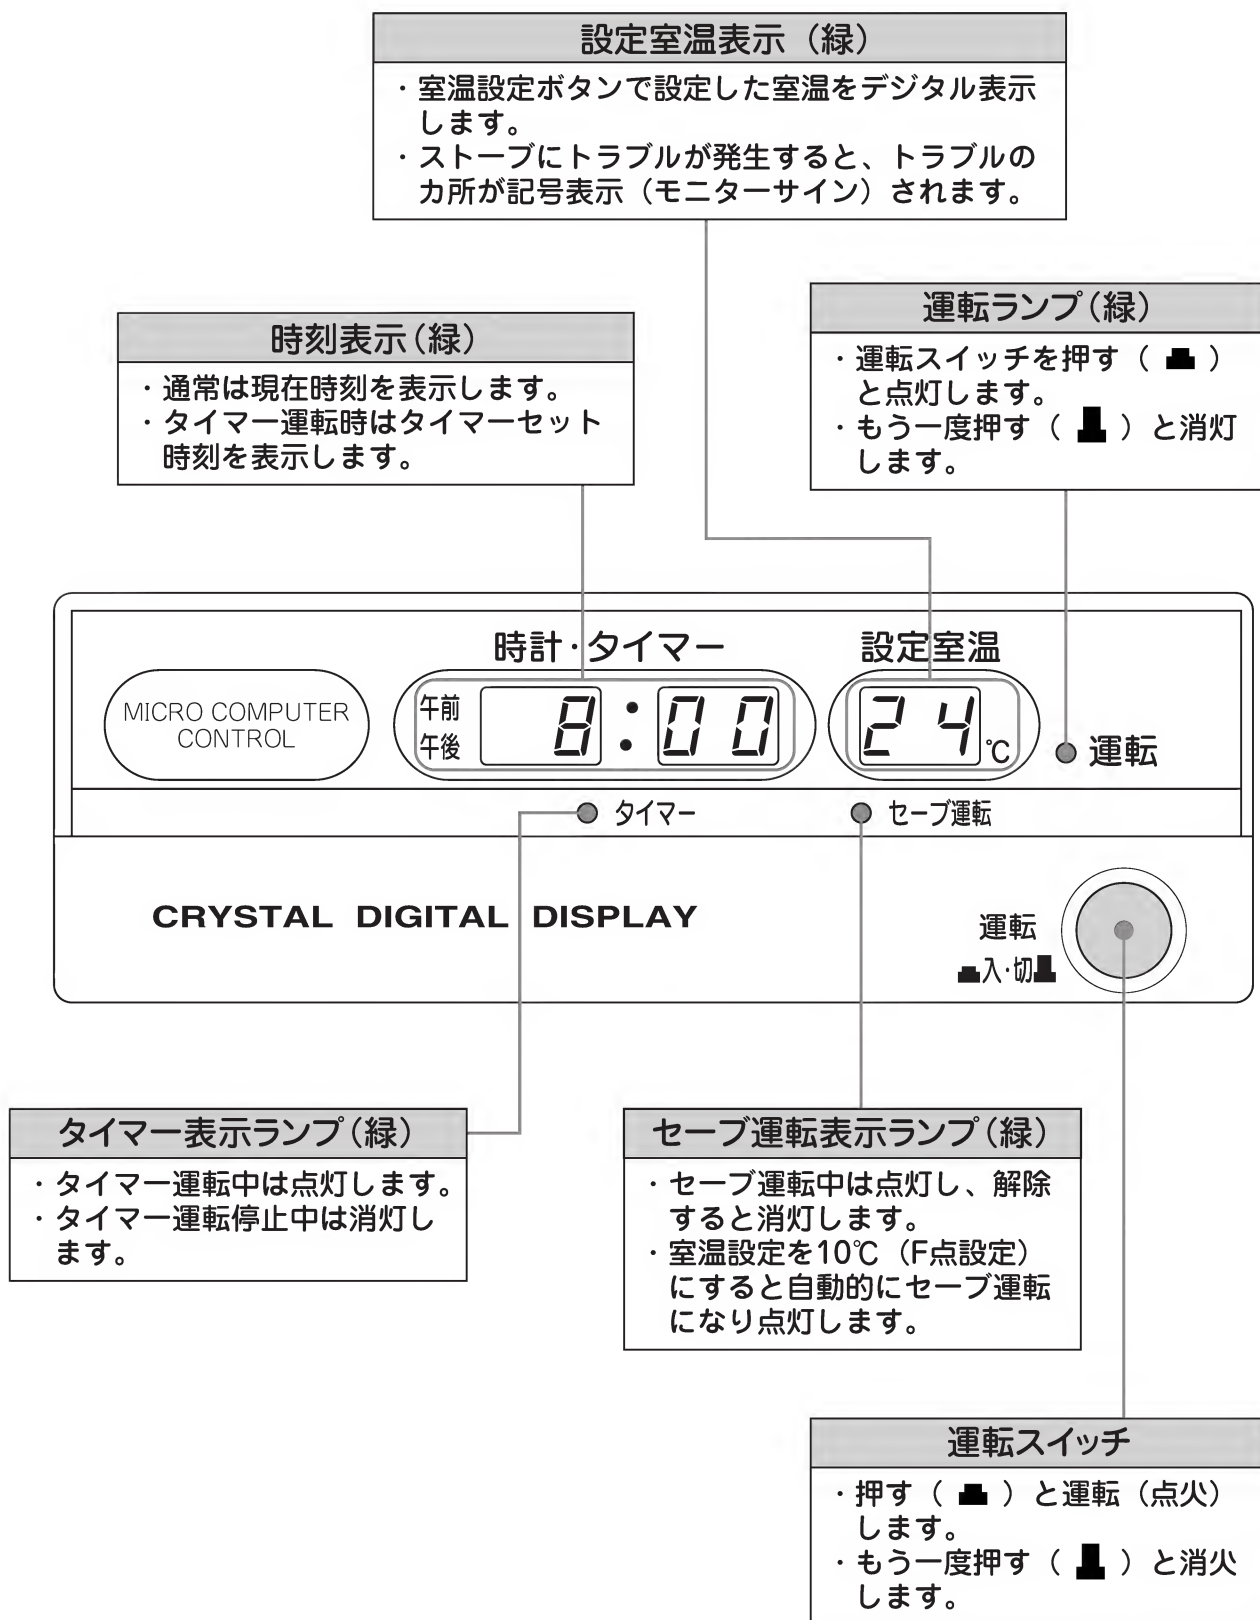 設定室温表示（緑）
・室温設定ボタンで設定した室温をデジタル表示
します。
・ストーブにトラブルが発生すると、トラブルの
カ所が記号表示（モニターサイン）されます。
運転ランプ（緑）
・運転スイッチを押す（ ）
と点灯します。
・もう一度押す（ ）と消灯
します。
時刻表示（緑）
・通常は現在時刻を表示します。
・タイマー運転時はタイマーセット
時刻を表示します。
時計・タイマー
設定室温
MICRO COMPUTER
CONTROL
午前
午後
8:00
24℃
運転
タイマー
セーブ運転
CRYSTAL DIGITAL DISPLAY
運転
入・切
タイマー表示ランプ（緑）
・タイマー運転中は点灯します。
・タイマー運転停止中は消灯し
ます。
セーブ運転表示ランプ（緑）
・セーブ運転中は点灯し、解除
すると消灯します。
・室温設定を10℃（F点設定）
にすると自動的にセーブ運転
になり点灯します。
運転スイッチ
・押す（ ）と運転（点火）
します。
・もう一度押す（ ）と消火
します。